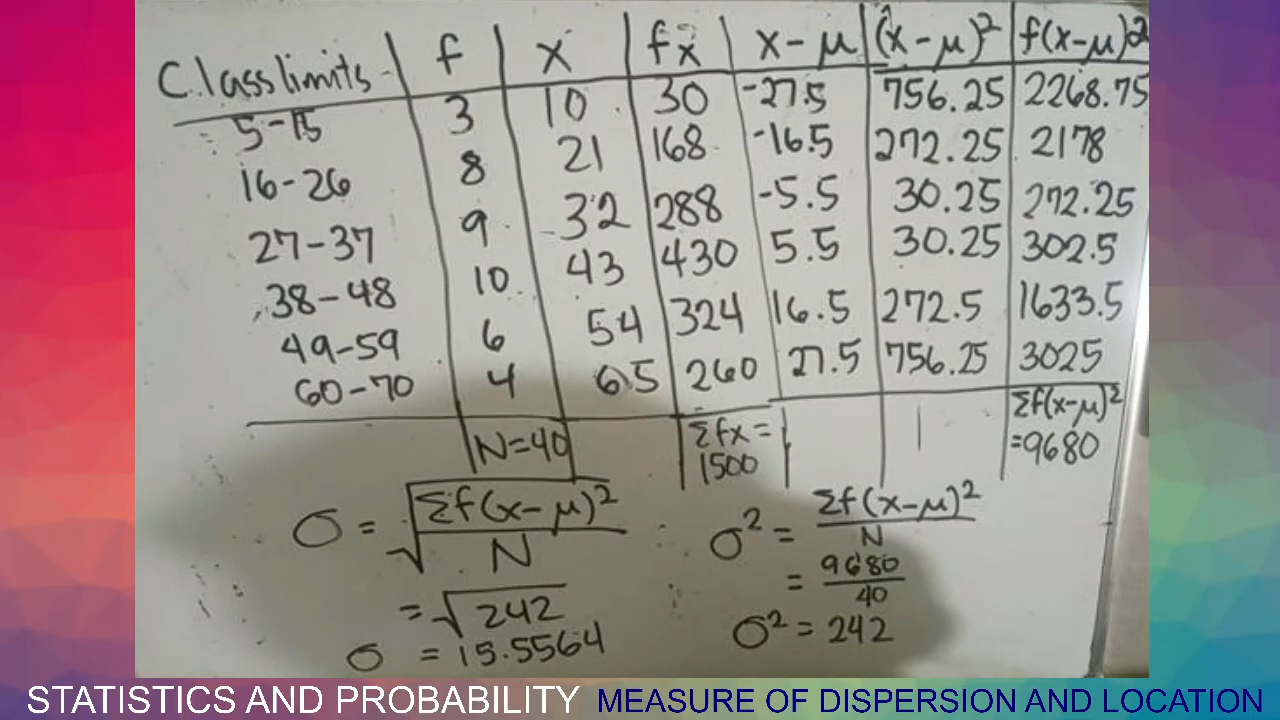 Class limits f x fx x-μ (x-μ)² f(x-μ)²
5-15 3 10 30 -27.5 756.25 2268.75
16-26 8 21 168 -16.5 272.25 2178
27-37 9 32 288 -5.5 30.25 272.25
38-48 10 43 430 5.5 30.25 302.5
49-59 6 54 324 16.5 272.5 1633.5
60-70 4 65 260 27.5 756.25 3025
N=40 Σfx = 1500 Σf(x-μ)² = 9680
σ = √Σf(x-μ)²/N
= √242
σ = 15.5564
σ² = Σf(x-μ)²/N
= 9680/40
σ² = 242
STATISTICS AND PROBABILITY MEASURE OF DISPERSION AND LOCATION